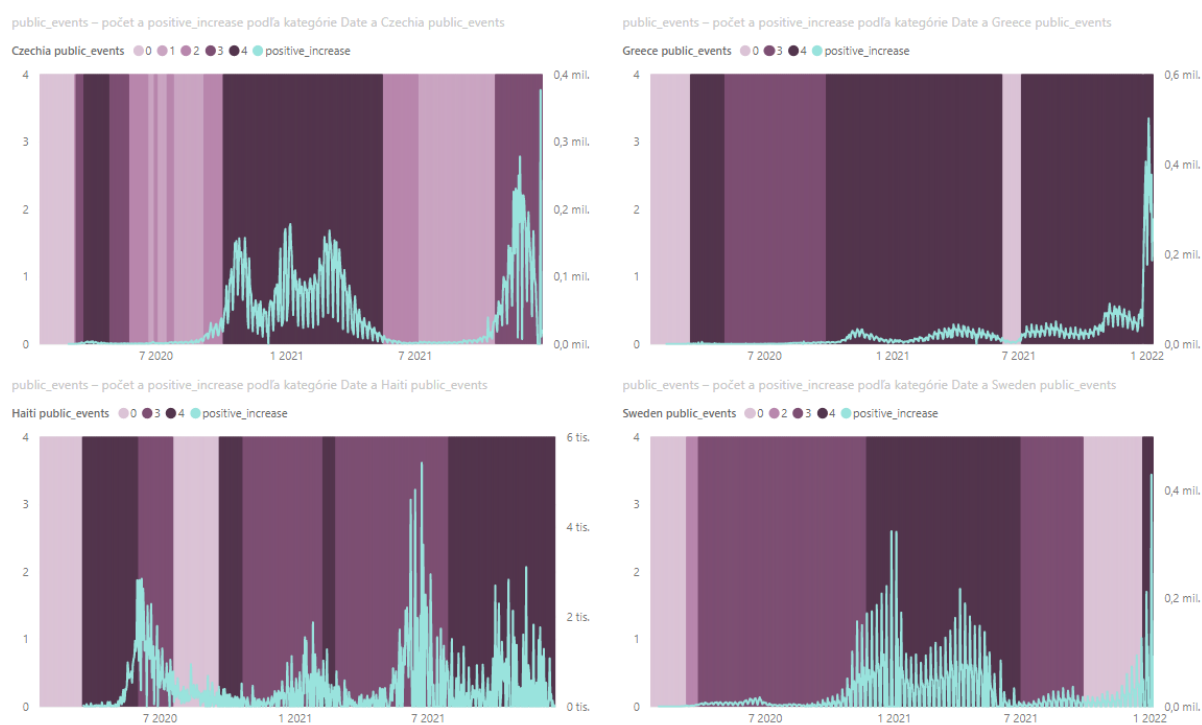 public_events – počet a positive_increase podľa kategórie Date a Czechia public_events
Czechia public_events 0 1 2 3 4 positive_increase
4
3
2
1
0
0,4 mil.
0,3 mil.
0,2 mil.
0,1 mil.
0,0 mil.
7 2020
1 2021
7 2021
public_events – počet a positive_increase podľa kategórie Date a Greece public_events
Greece public_events 0 3 4 positive_increase
4
3
2
1
0
0,6 mil.
0,4 mil.
0,2 mil.
0,0 mil.
7 2020
1 2021
7 2021
1 2022
public_events – počet a positive_increase podľa kategórie Date a Haiti public_events
Haiti public_events 0 3 4 positive_increase
4
3
2
1
0
6 tis.
4 tis.
2 tis.
0 tis.
7 2020
1 2021
7 2021
public_events – počet a positive_increase podľa kategórie Date a Sweden public_events
Sweden public_events 0 2 3 4 positive_increase
4
3
2
1
0
0,4 mil.
0,2 mil.
0,0 mil.
7 2020
1 2021
7 2021
1 2022